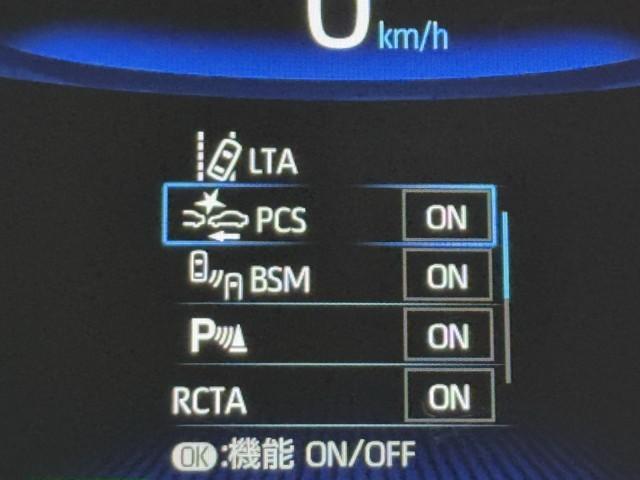 0 km/h
LTA
PCS ON
BSM ON
P ON
RCTA ON
OK:機能 ON/OFF